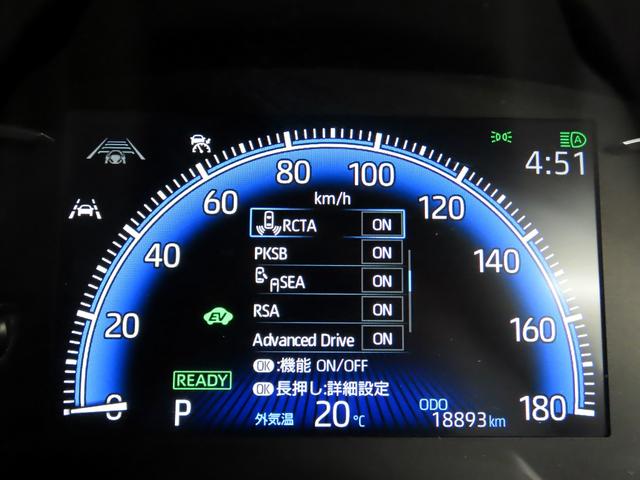 4:51
0
20
40
60
80
100
120
140
160
180
km/h
RCTA ON
PKSB ON
SEA ON
RSA ON
Advanced Drive ON
OK:機能 ON/OFF
OK長押し:詳細設定
EV
READY
P
外気温 20℃
ODO
18893km
A